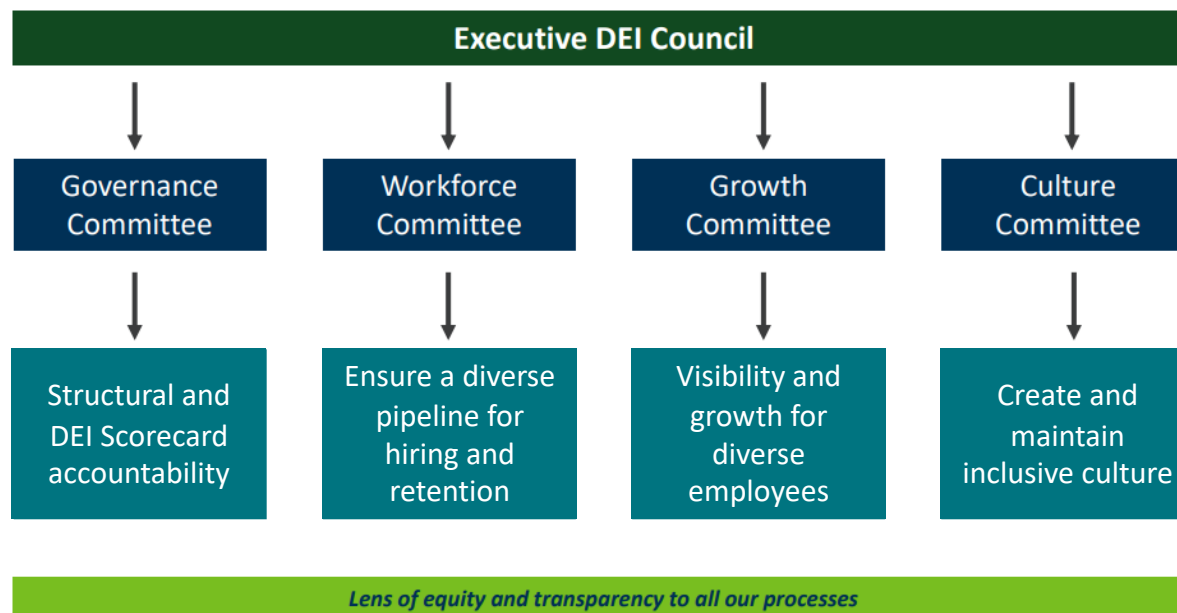 Executive DEI Council
Governance
Committee
Workforce
Committee
Growth
Committee
Culture
Committee
Structural and
DEI Scorecard
accountability
Ensure a diverse
pipeline for
hiring and
retention
Visibility and
growth for
diverse
employees
Create and
maintain
inclusive culture
Lens of equity and transparency to all our processes